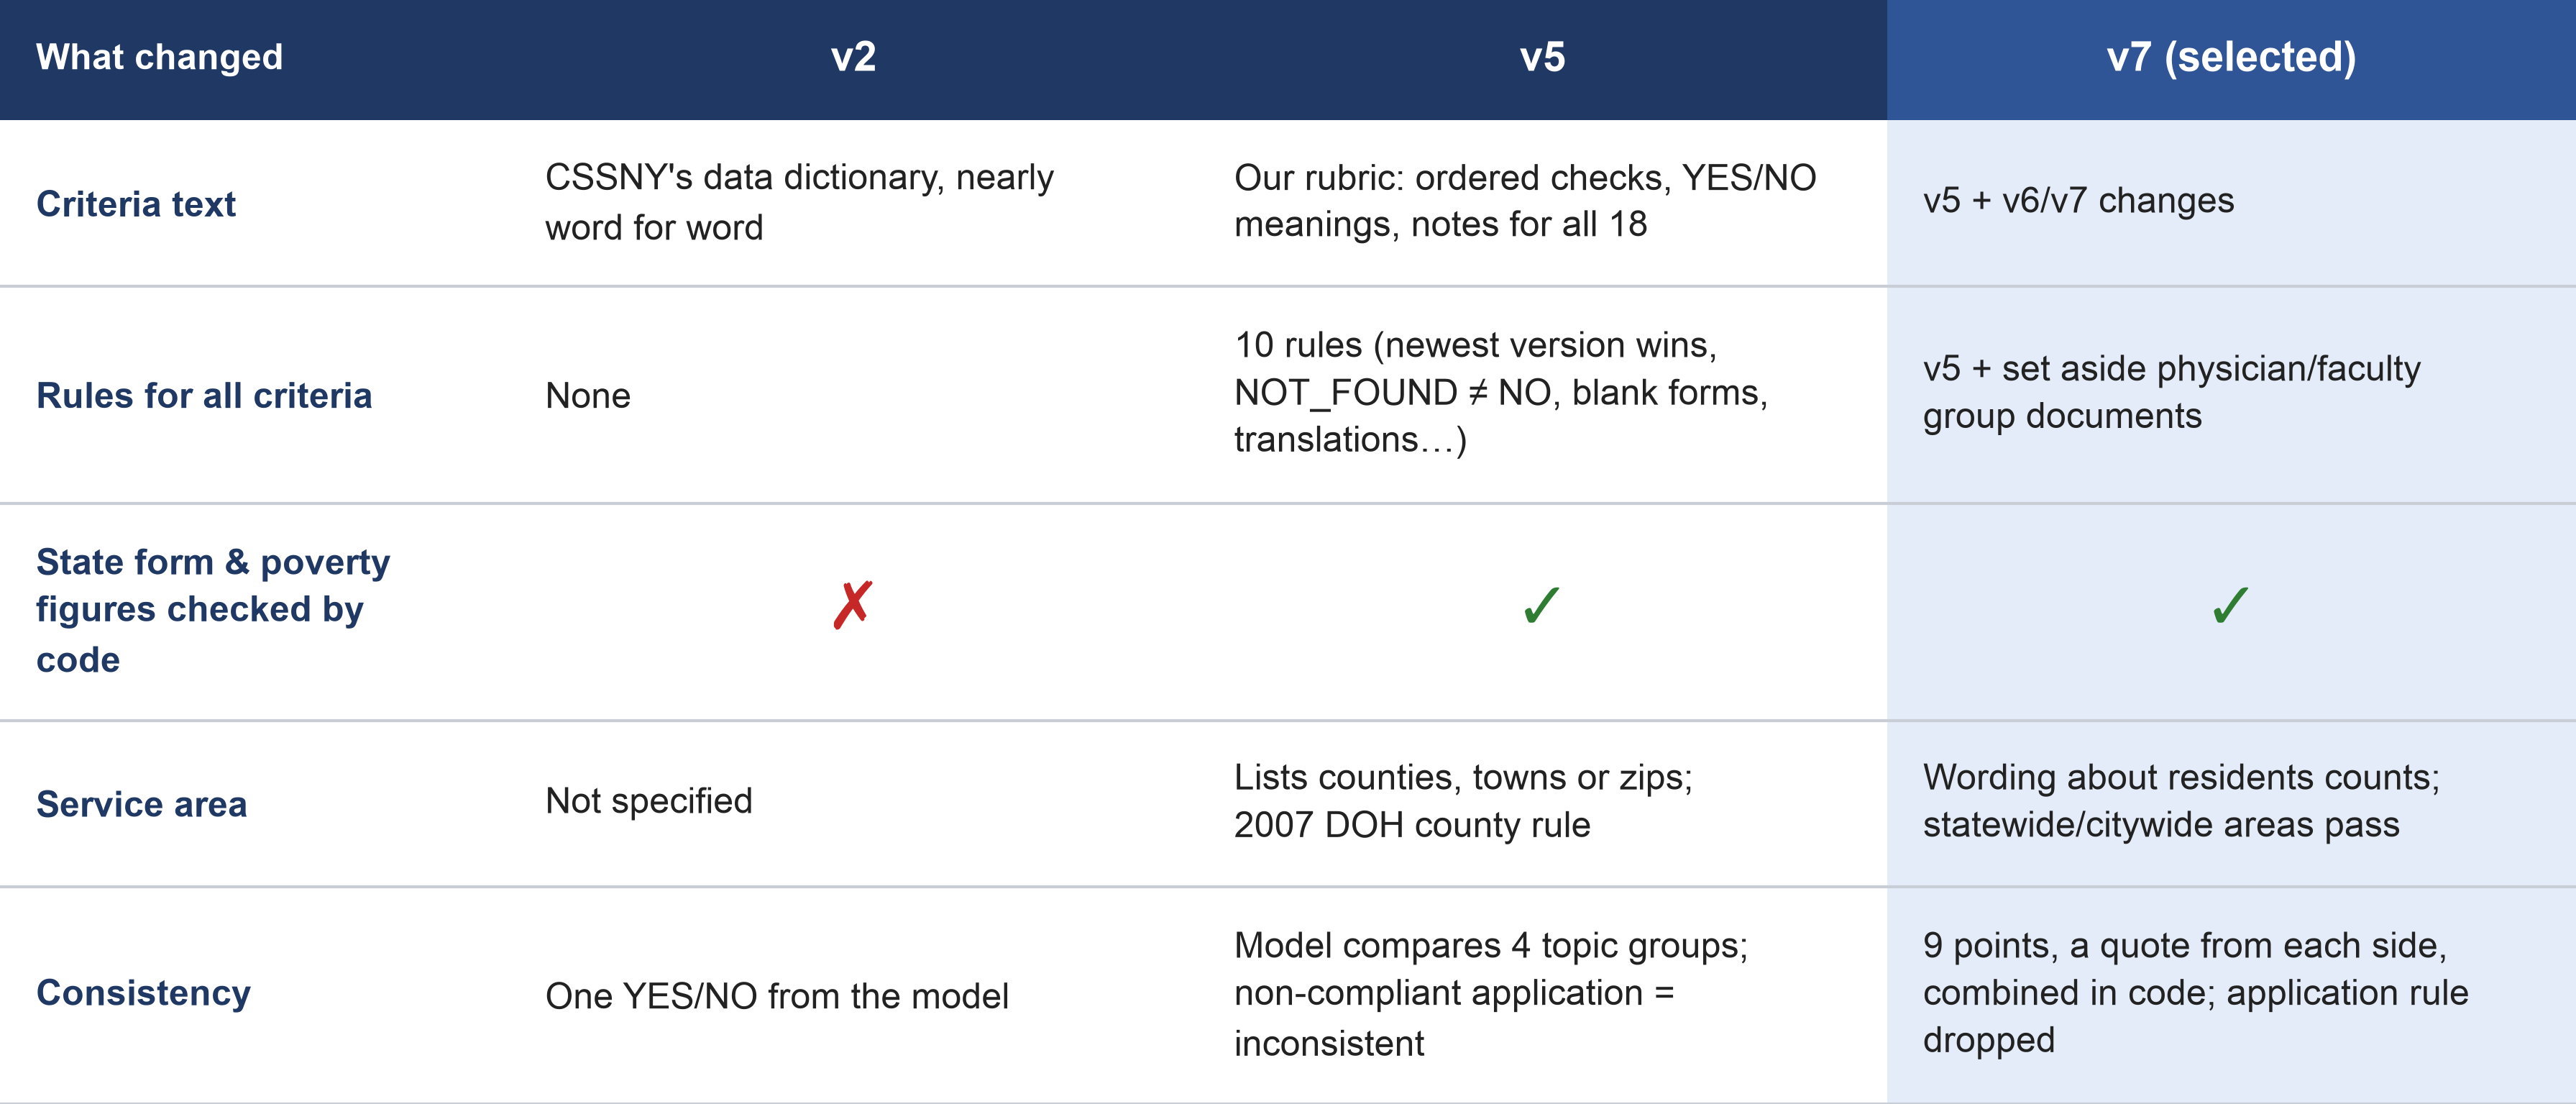 What changed
v2
v5
v7 (selected)
Criteria text
CSSNY's data dictionary, nearly
word for word
Our rubric: ordered checks, YES/NO
meanings, notes for all 18
v5 + v6/v7 changes
Rules for all criteria
None
10 rules (newest version wins,
NOT_FOUND ≠ NO, blank forms,
translations…)
v5 + set aside physician/faculty
group documents
State form & poverty
figures checked by
code
✗
✓
✓
Service area
Not specified
Lists counties, towns or zips;
2007 DOH county rule
Wording about residents counts;
statewide/citywide areas pass
Consistency
One YES/NO from the model
Model compares 4 topic groups;
non-compliant application =
inconsistent
9 points, a quote from each side,
combined in code; application rule
dropped